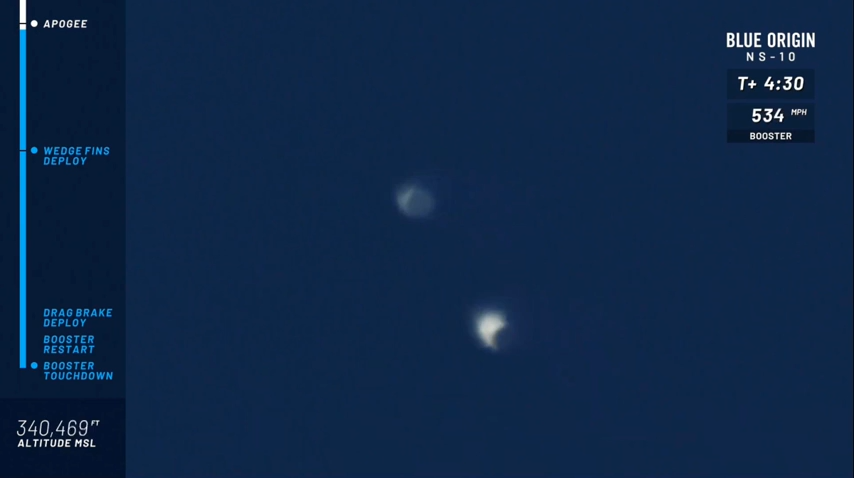 APOGEE
WEDGE FINS
DEPLOY
DRAG BRAKE
DEPLOY
BOOSTER
RESTART
BOOSTER
TOUCHDOWN
340,469 FT
ALTITUDE MSL
BLUE ORIGIN
NS-10
T+ 4:30
534 MPH
BOOSTER